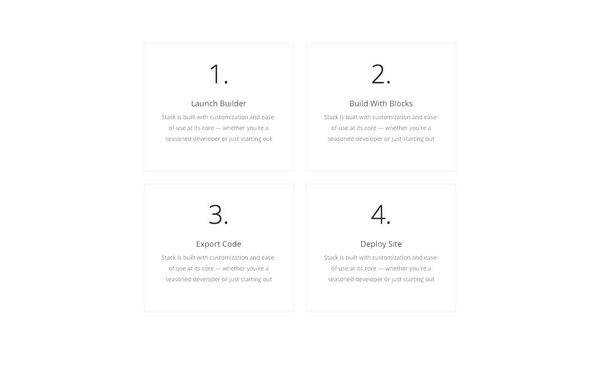 1.
Launch Builder
Stack is built with customization and ease-
of-use at its core — whether you're a
seasoned developer or just starting out
2.
Build With Blocks
Stack is built with customization and ease-
of-use at its core — whether you're a
seasoned developer or just starting out
3.
Export Code
Stack is built with customization and ease-
of-use at its core — whether you're a
seasoned developer or just starting out
4.
Deploy Site
Stack is built with customization and ease-
of-use at its core — whether you're a
seasoned developer or just starting out